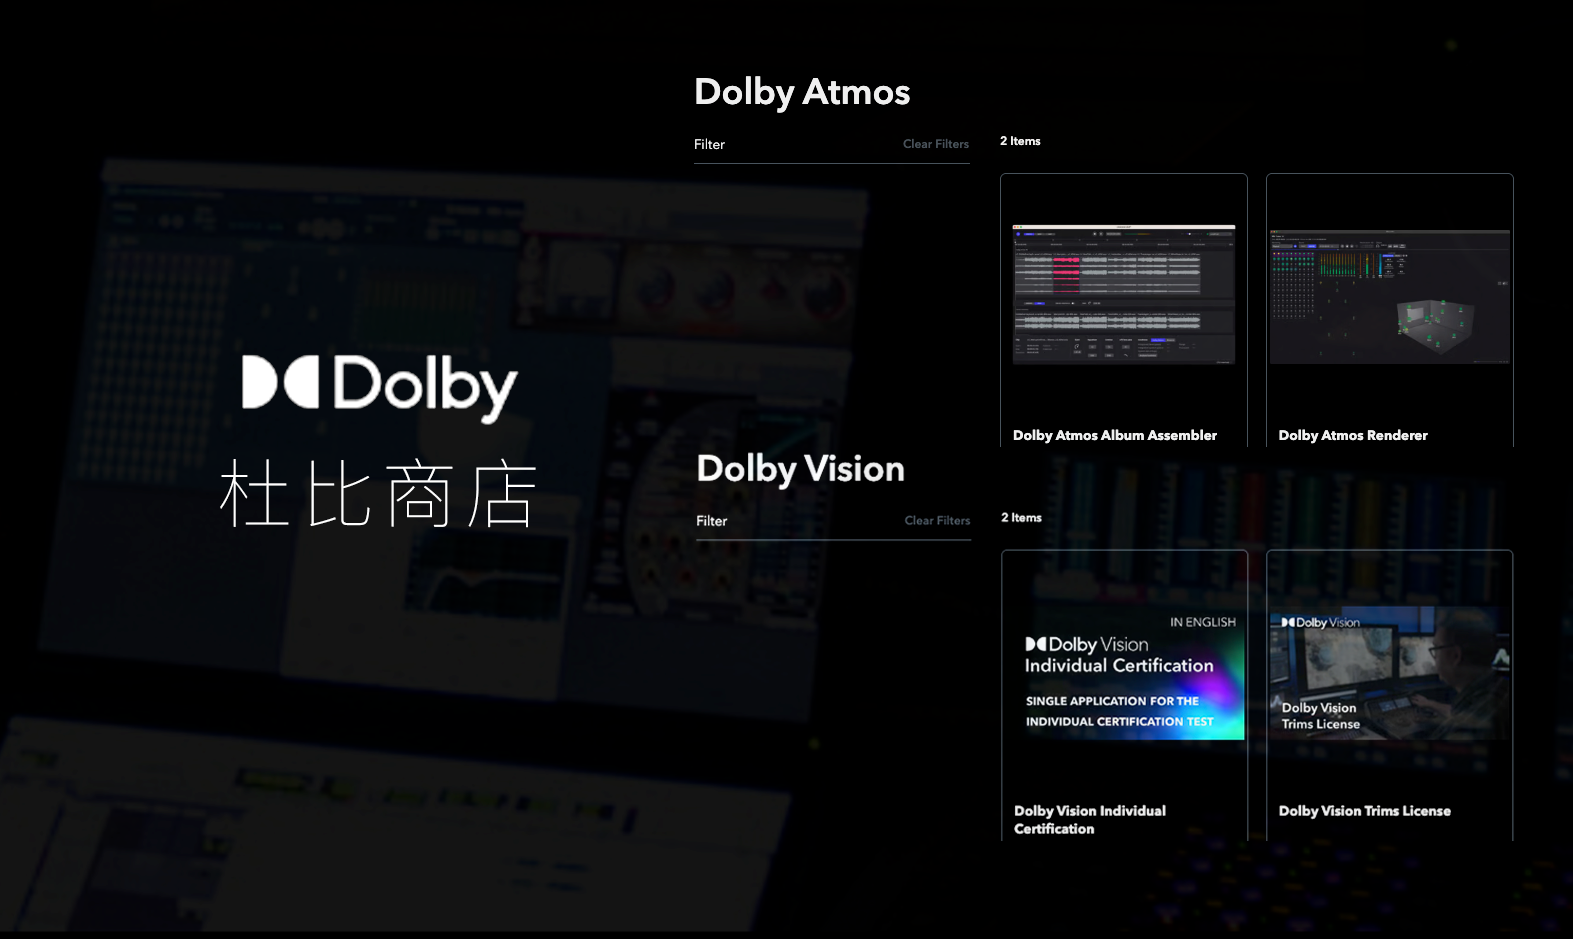 Dolby
杜比商店
Dolby Atmos
Filter
Clear Filters
2 Items
Dolby Atmos Album Assembler
Dolby Atmos Renderer
Dolby Vision
Filter
Clear Filters
2 Items
IN ENGLISH
Dolby Vision
Individual Certification
SINGLE APPLICATION FOR THE
INDIVIDUAL CERTIFICATION TEST
Dolby Vision Individual
Certification
Dolby Vision
Dolby Vision
Trims License
Dolby Vision Trims License